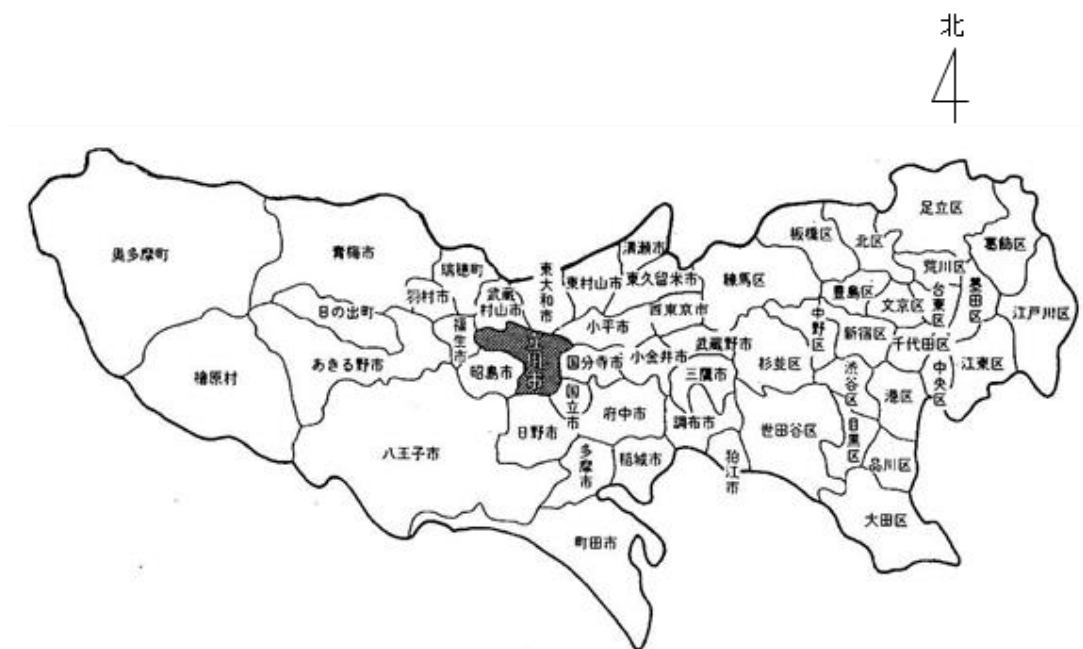 北
足立区
板橋区
北区
葛飾区
清瀬市
奥多摩町
青梅市
瑞穂町
東大和市
東村山市
東久留米市
練馬区
荒川区
羽村市
武蔵
村山市
豊島区
文京区
台東区
墨田区
江戸川区
日の出町
福生市
立川市
小平市
西東京市
中野区
新宿区
千代田区
武蔵野市
あきる野市
昭島市
国分寺市
小金井市
杉並区
渋谷区
中央区
江東区
檜原村
三鷹市
港区
国立市
府中市
調布市
世田谷区
目黒区
日野市
八王子市
多摩市
稲城市
狛江市
品川区
大田区
町田市